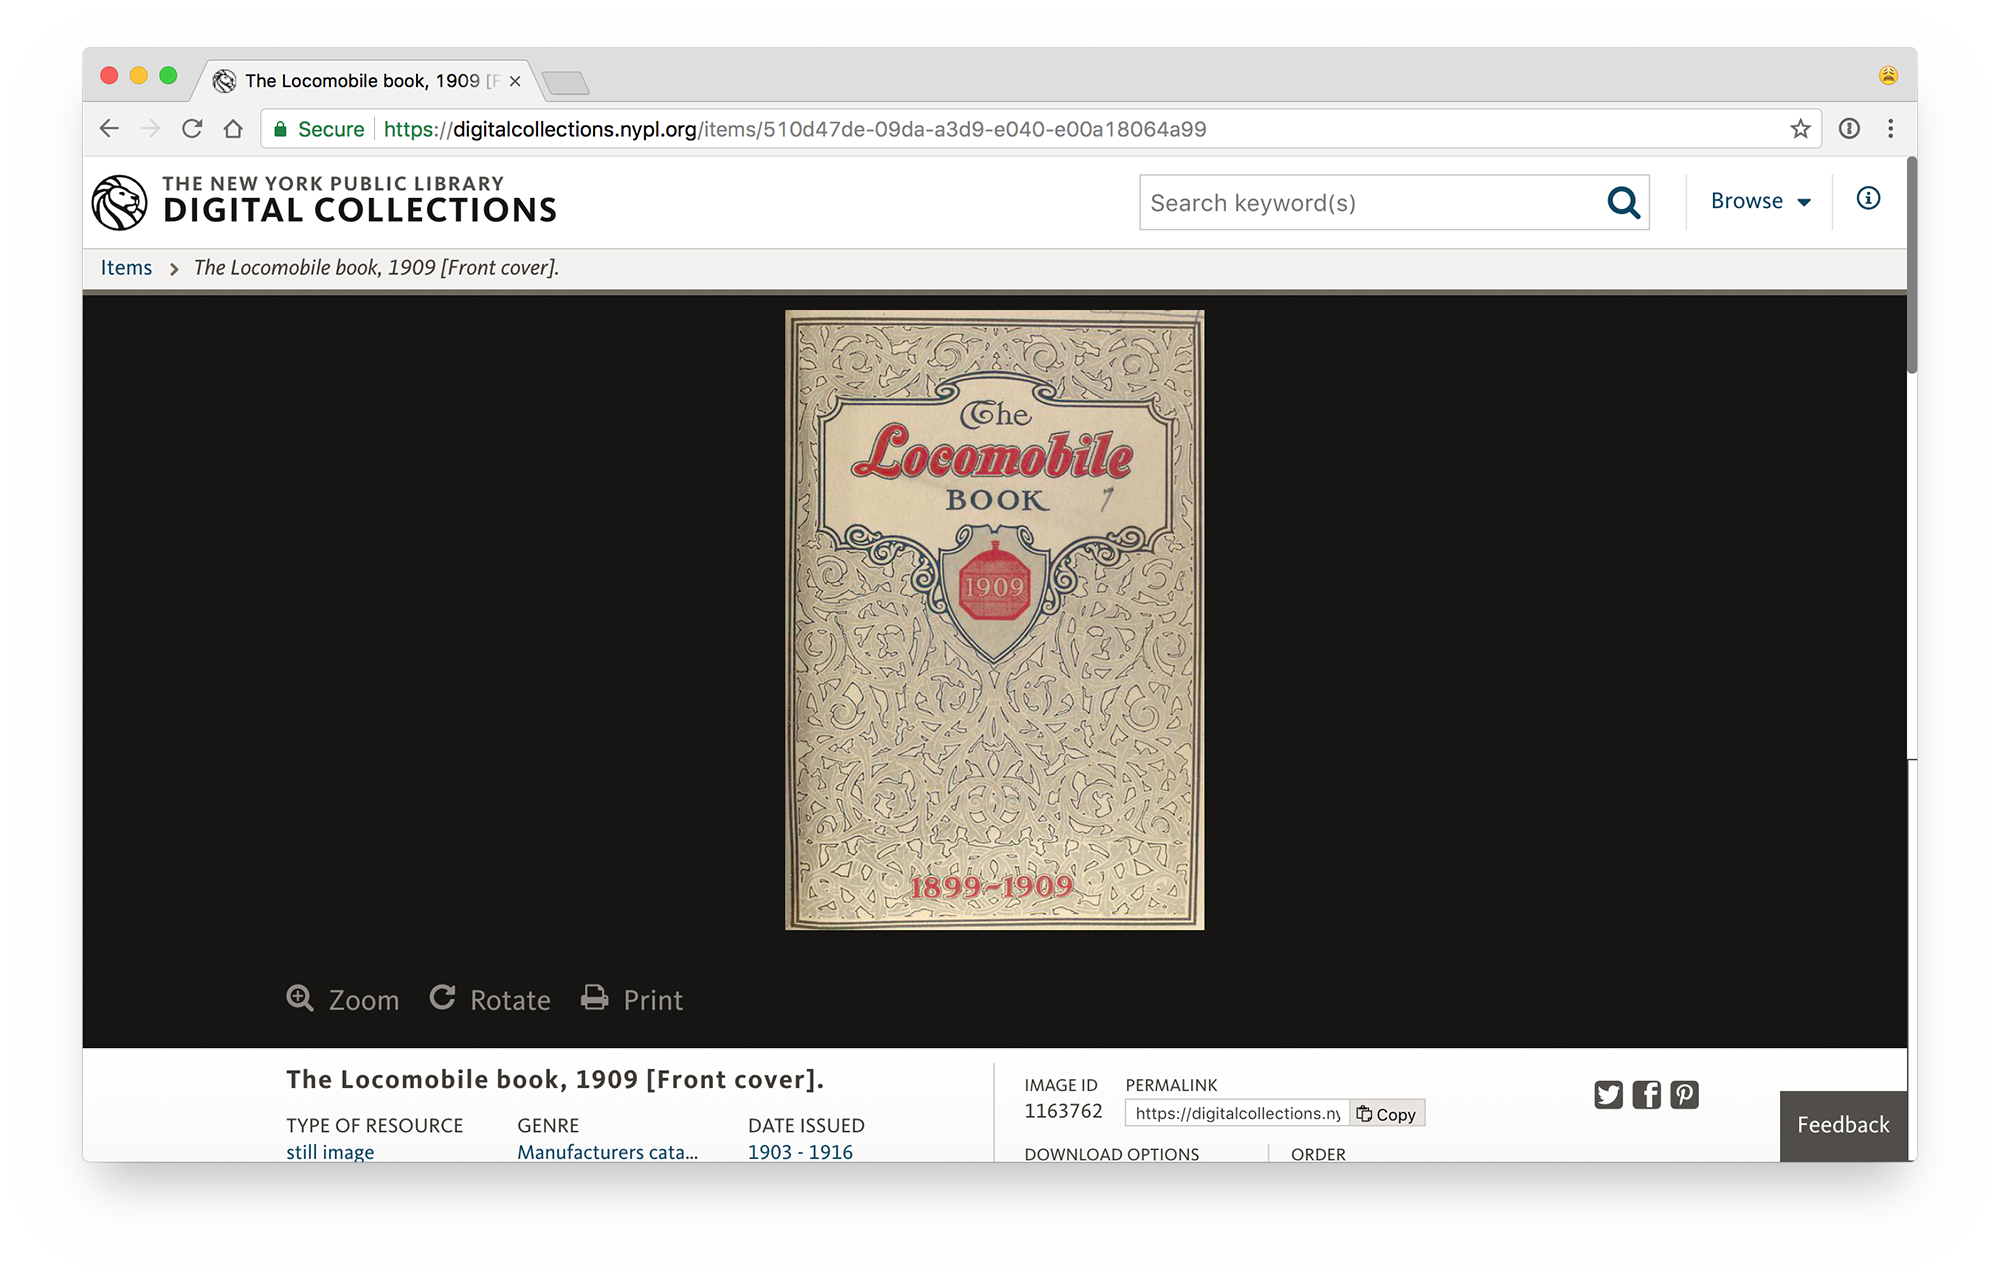 The Locomobile book, 1909 [F
Secure https://digitalcollections.nypl.org/items/510d47de-09da-a3d9-e040-e00a18064a99
THE NEW YORK PUBLIC LIBRARY
DIGITAL COLLECTIONS
Search keyword(s)
Browse
Items > The Locomobile book, 1909 [Front cover].
The
Locomobile
BOOK
7
1909
1899-1909
Zoom Rotate Print
The Locomobile book, 1909 [Front cover].
TYPE OF RESOURCE GENRE DATE ISSUED
still image Manufacturers cata... 1903 - 1916
IMAGE ID PERMALINK
1163762 https://digitalcollections.ny Copy
DOWNLOAD OPTIONS ORDER
Feedback